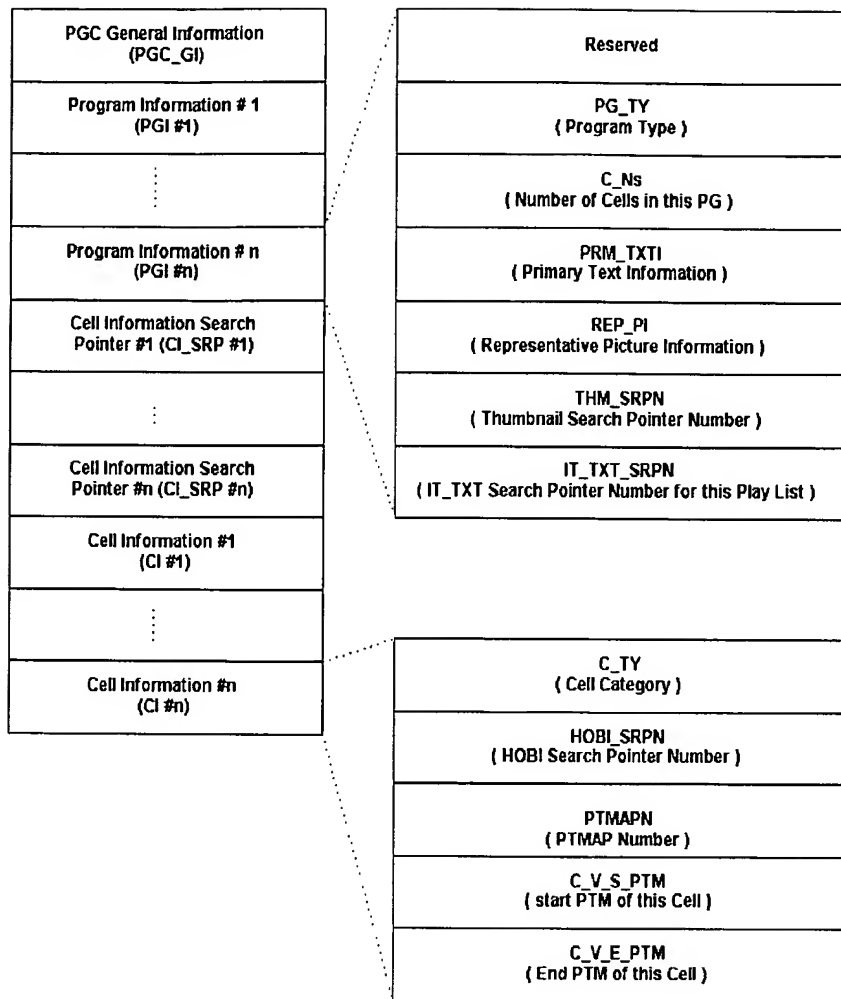 PGC General Information
(PGC_GI)
Program Information # 1
(PGI #1)
Program Information # n
(PGI #n)
Cell Information Search
Pointer #1 (CI_SRP #1)
Cell Information Search
Pointer #n (CI_SRP #n)
Cell Information #1
(CI #1)
Cell Information #n
(CI #n)
Reserved
PG_TY
( Program Type )
C_Ns
( Number of Cells in this PG )
PRM_TXTI
( Primary Text Information )
REP_PI
( Representative Picture Information )
THM_SRPN
( Thumbnail Search Pointer Number )
IT_TXT_SRPN
( IT_TXT Search Pointer Number for this Play List )
C_TY
( Cell Category )
HOBI_SRPN
( HOBI Search Pointer Number )
PTMAPN
( PTMAP Number )
C_V_S_PTM
( start PTM of this Cell )
C_V_E_PTM
( End PTM of this Cell )